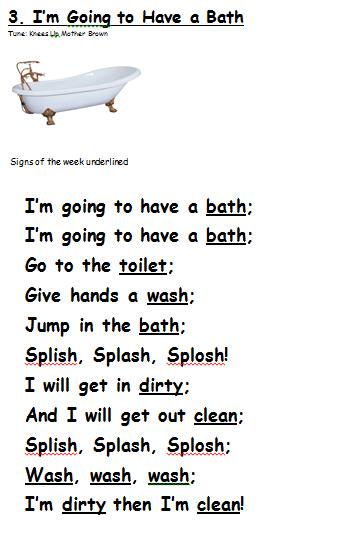 3. I'm Going to Have a Bath
Tune: Knees Up, Mother Brown
Signs of the week underlined
I'm going to have a bath;
I'm going to have a bath;
Go to the toilet;
Give hands a wash;
Jump in the bath;
Splish, Splash, Splosh!
I will get in dirty;
And I will get out clean;
Splish, Splash, Splosh;
Wash, wash, wash;
I'm dirty then I'm clean!